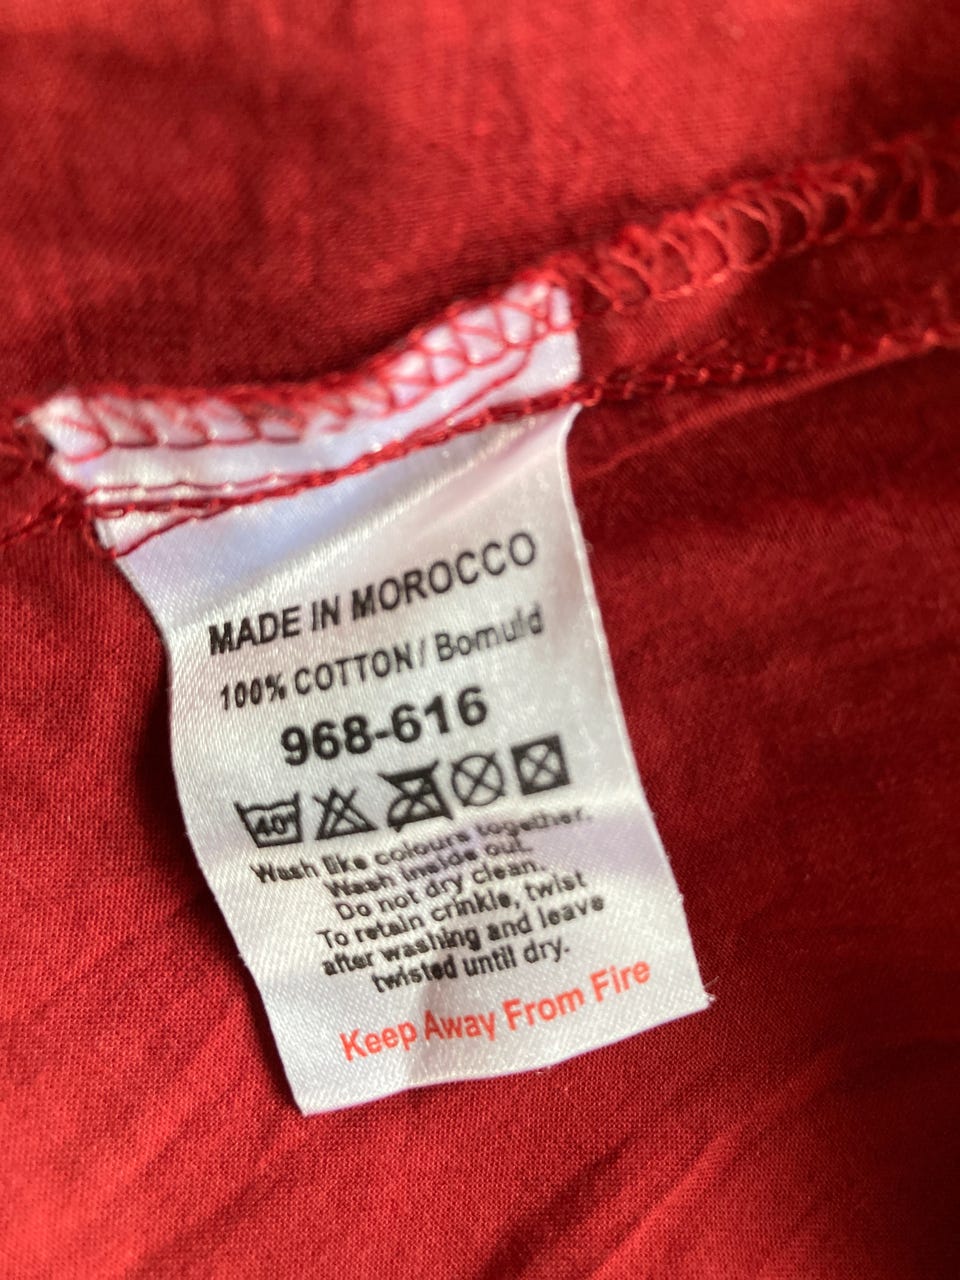 MADE IN MOROCCO
100% COTTON / Bomuld
968-616
40°
Wash like colours together.
Wash inside out.
Do not dry clean.
To retain crinkle, twist
after washing and leave
twisted until dry.
Keep Away From Fire